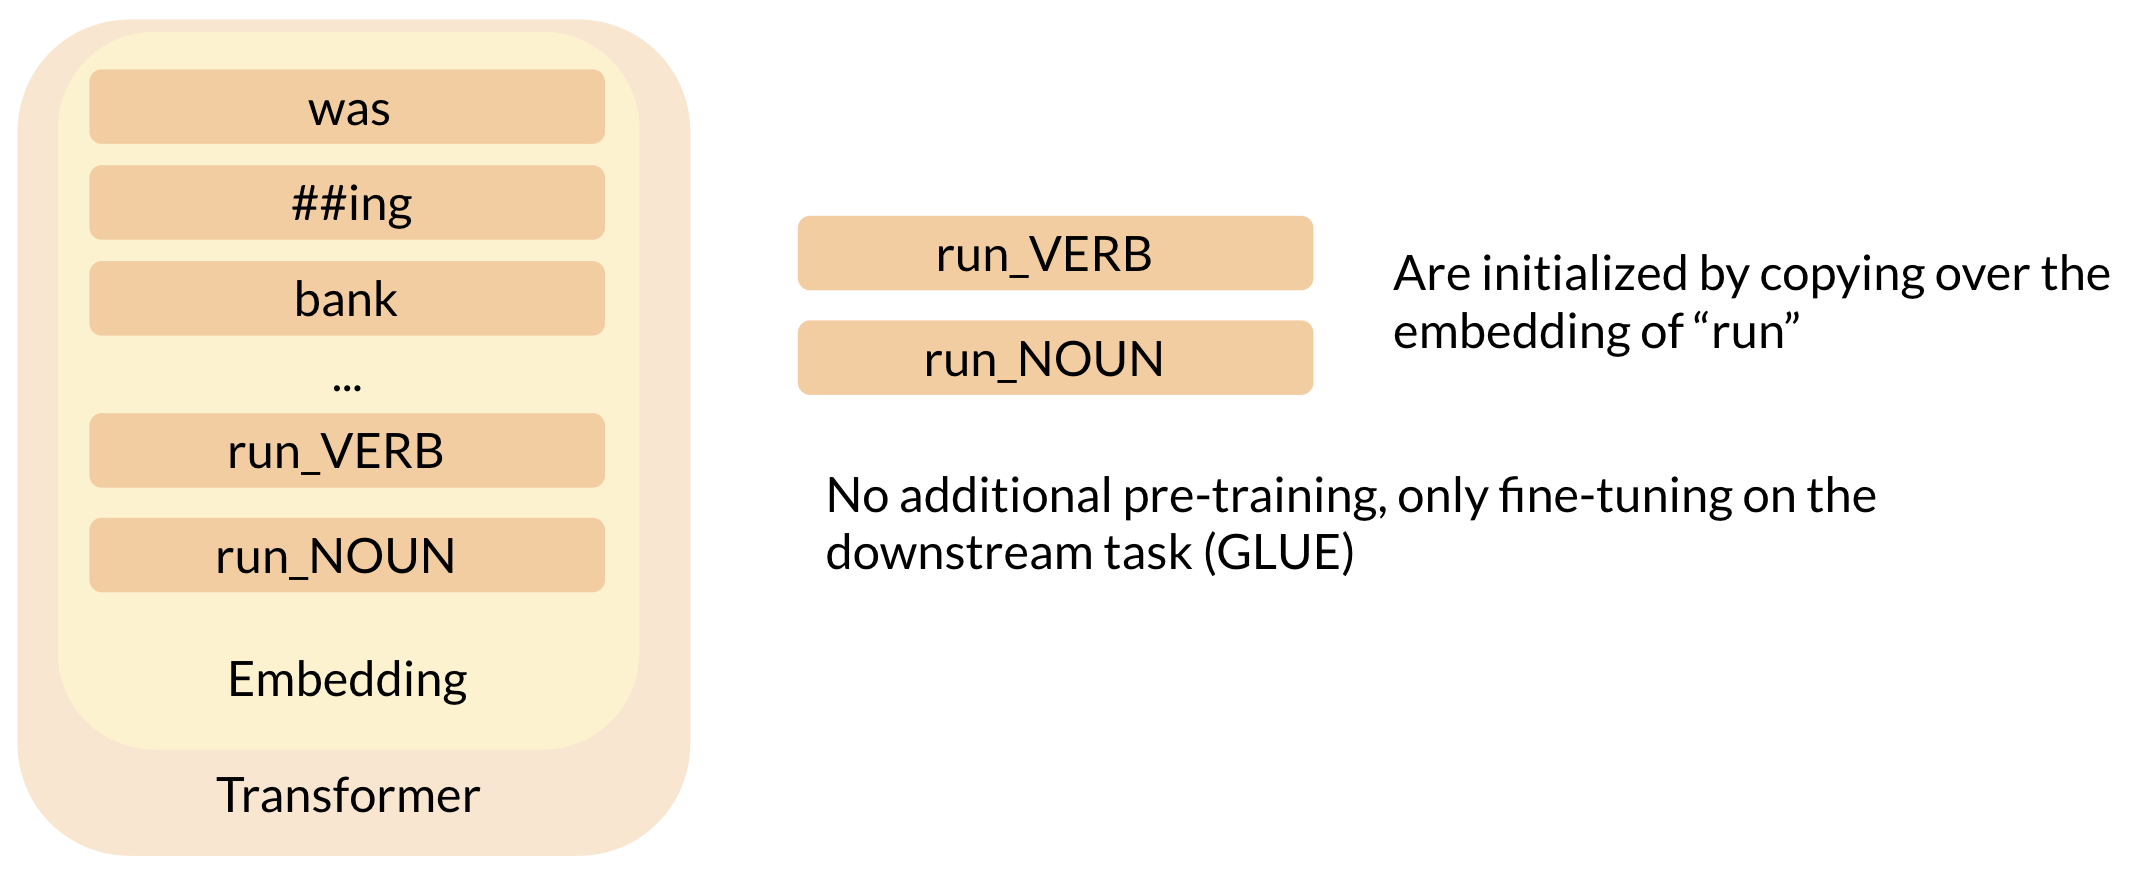 was
##ing
bank
...
run_VERB
run_NOUN
Embedding
Transformer
run_VERB
run_NOUN
Are initialized by copying over the
embedding of “run”
No additional pre-training, only fine-tuning on the
downstream task (GLUE)